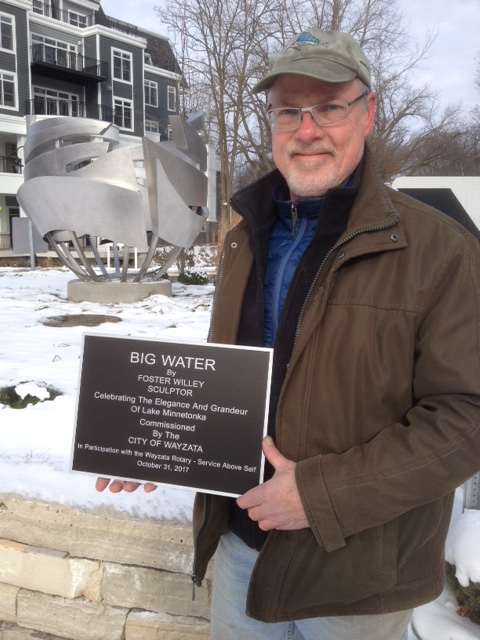 BIG WATER
By
FOSTER WILLEY
SCULPTOR
Celebrating The Elegance And Grandeur
Of Lake Minnetonka
Commissioned
By The
CITY OF WAYZATA
In Participation with the Wayzata Rotary - Service Above Self
October 31, 2017